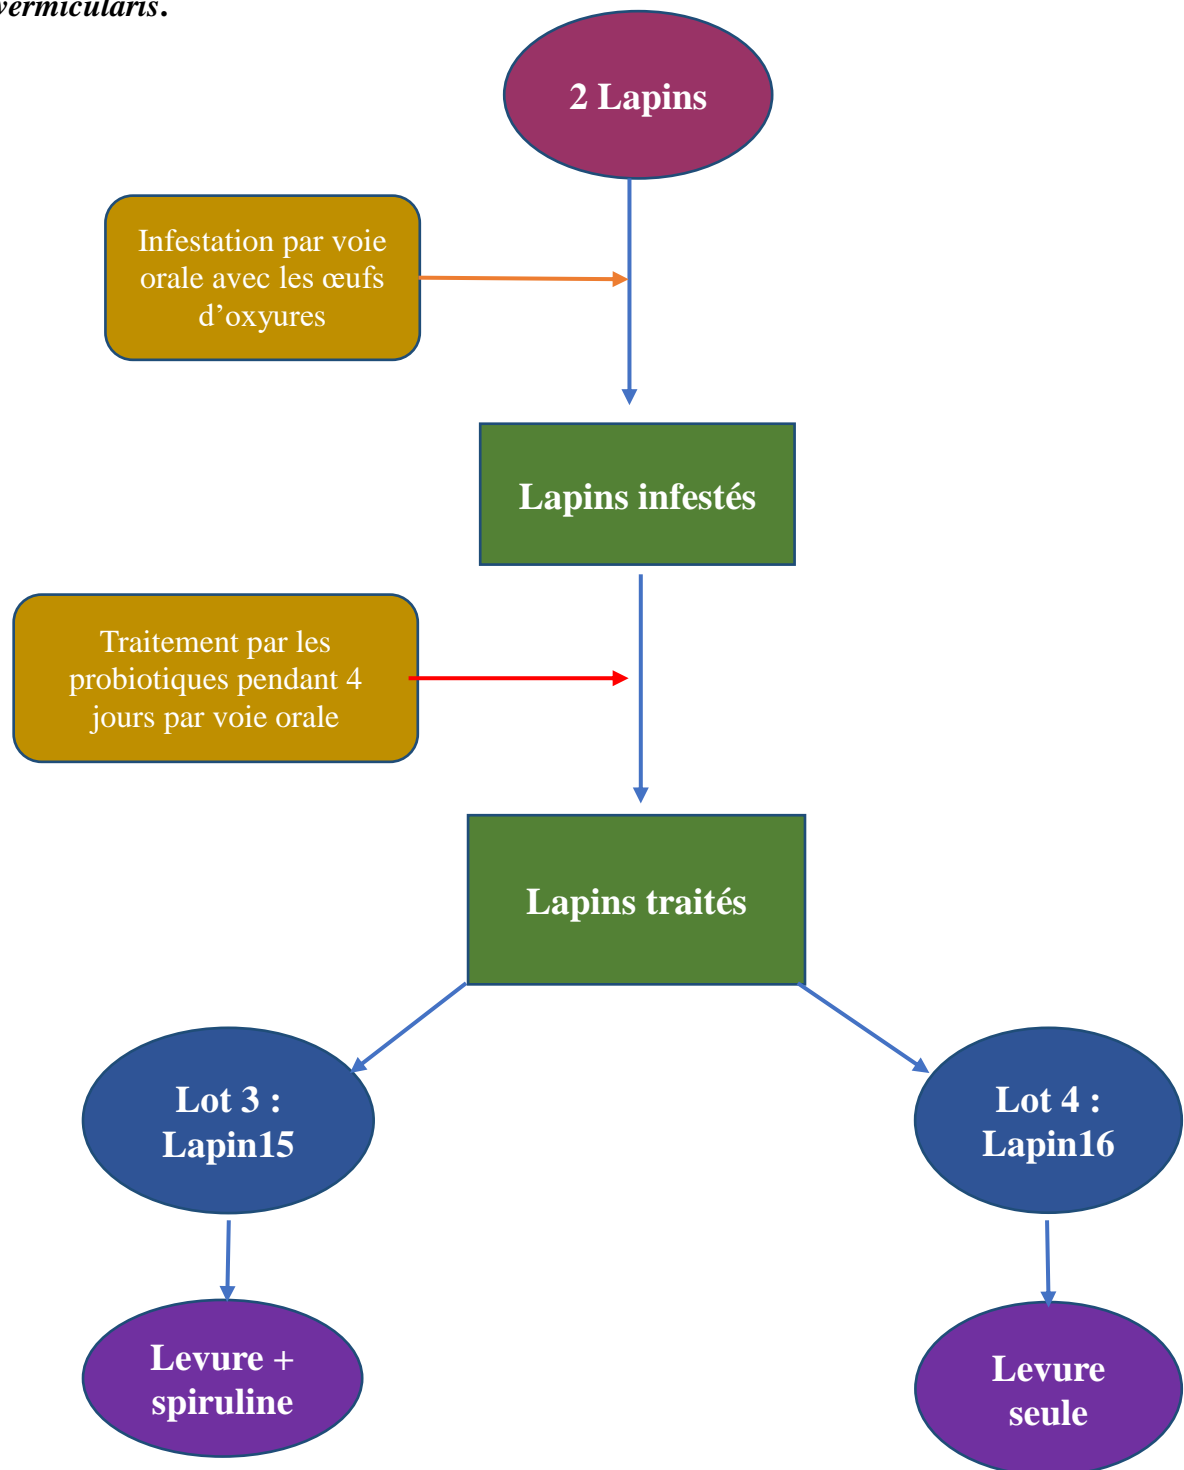 vermicularis.
2 Lapins
Infestation par voie
orale avec les œufs
d’oxyures
Lapins infestés
Traitement par les
probiotiques pendant 4
jours par voie orale
Lapins traités
Lot 3 :
Lapin15
Lot 4 :
Lapin16
Levure +
spiruline
Levure
seule